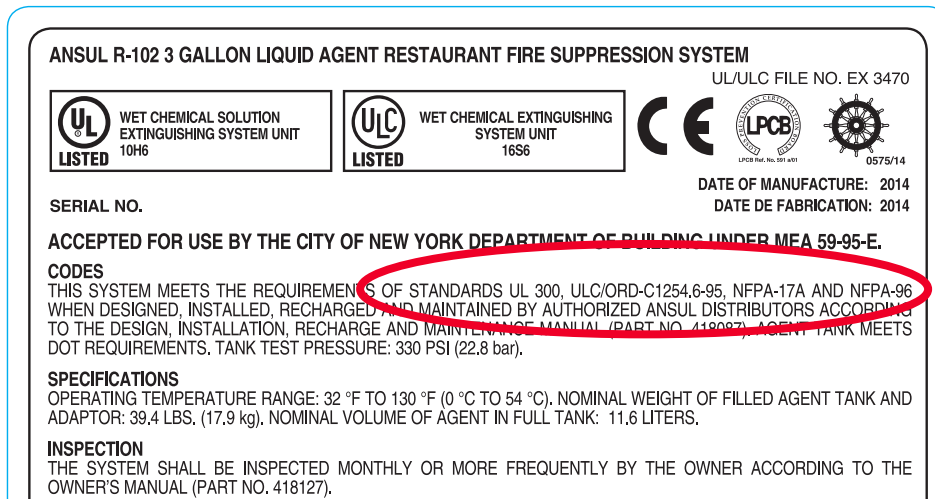 ANSUL R-102 3 GALLON LIQUID AGENT RESTAURANT FIRE SUPPRESSION SYSTEM
UL/ULC FILE NO. EX 3470
UL
®
LISTED
WET CHEMICAL SOLUTION
EXTINGUISHING SYSTEM UNIT
10H6
ULC
LISTED
WET CHEMICAL EXTINGUISHING
SYSTEM UNIT
16S6
CE
LOSS PREVENTION CERTIFICATION BOARD
LPCB
LPCB Ref. No. 591 a/01
0575/14
DATE OF MANUFACTURE: 2014
SERIAL NO.
DATE DE FABRICATION: 2014
ACCEPTED FOR USE BY THE CITY OF NEW YORK DEPARTMENT OF BUILDING UNDER MEA 59-95-E.
CODES
THIS SYSTEM MEETS THE REQUIREMENTS OF STANDARDS UL 300, ULC/ORD-C1254,6-95, NFPA-17A AND NFPA-96
WHEN DESIGNED, INSTALLED, RECHARGED AND MAINTAINED BY AUTHORIZED ANSUL DISTRIBUTORS ACCORDING
TO THE DESIGN, INSTALLATION, RECHARGE AND MAINTENANCE MANUAL (PART NO. 418087). AGENT TANK MEETS
DOT REQUIREMENTS. TANK TEST PRESSURE: 330 PSI (22.8 bar).
SPECIFICATIONS
OPERATING TEMPERATURE RANGE: 32 °F TO 130 °F (0 °C TO 54 °C). NOMINAL WEIGHT OF FILLED AGENT TANK AND
ADAPTOR: 39.4 LBS. (17.9 kg). NOMINAL VOLUME OF AGENT IN FULL TANK: 11.6 LITERS.
INSPECTION
THE SYSTEM SHALL BE INSPECTED MONTHLY OR MORE FREQUENTLY BY THE OWNER ACCORDING TO THE
OWNER'S MANUAL (PART NO. 418127).